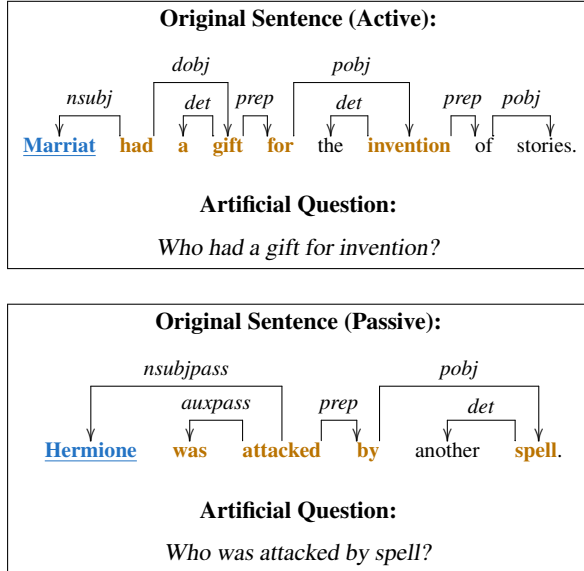 Original Sentence (Active):
dobj pobj
nsubj det prep det prep pobj
Marriat had a gift for the invention of stories.
Artificial Question:
Who had a gift for invention?
Original Sentence (Passive):
nsubjpass pobj
auxpass prep det
Hermione was attacked by another spell.
Artificial Question:
Who was attacked by spell?